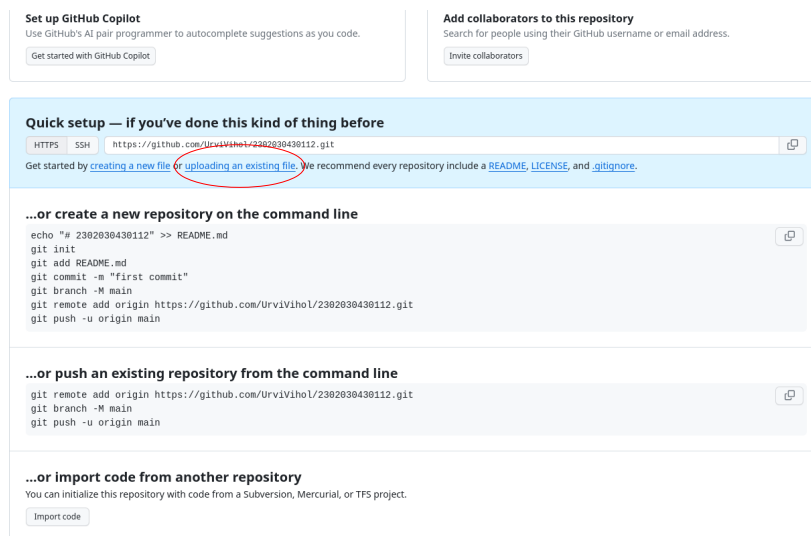 Set up GitHub Copilot
Use GitHub's AI pair programmer to autocomplete suggestions as you code.
Get started with GitHub Copilot
Add collaborators to this repository
Search for people using their GitHub username or email address.
Invite collaborators
Quick setup — if you've done this kind of thing before
HTTPS SSH https://github.com/UrviVihol/2302030430112.git
Get started by creating a new file or uploading an existing file. We recommend every repository include a README, LICENSE, and .gitignore.
...or create a new repository on the command line
echo "# 2302030430112" >> README.md
git init
git add README.md
git commit -m "first commit"
git branch -M main
git remote add origin https://github.com/UrviVihol/2302030430112.git
git push -u origin main
...or push an existing repository from the command line
git remote add origin https://github.com/UrviVihol/2302030430112.git
git branch -M main
git push -u origin main
...or import code from another repository
You can initialize this repository with code from a Subversion, Mercurial, or TFS project.
Import code